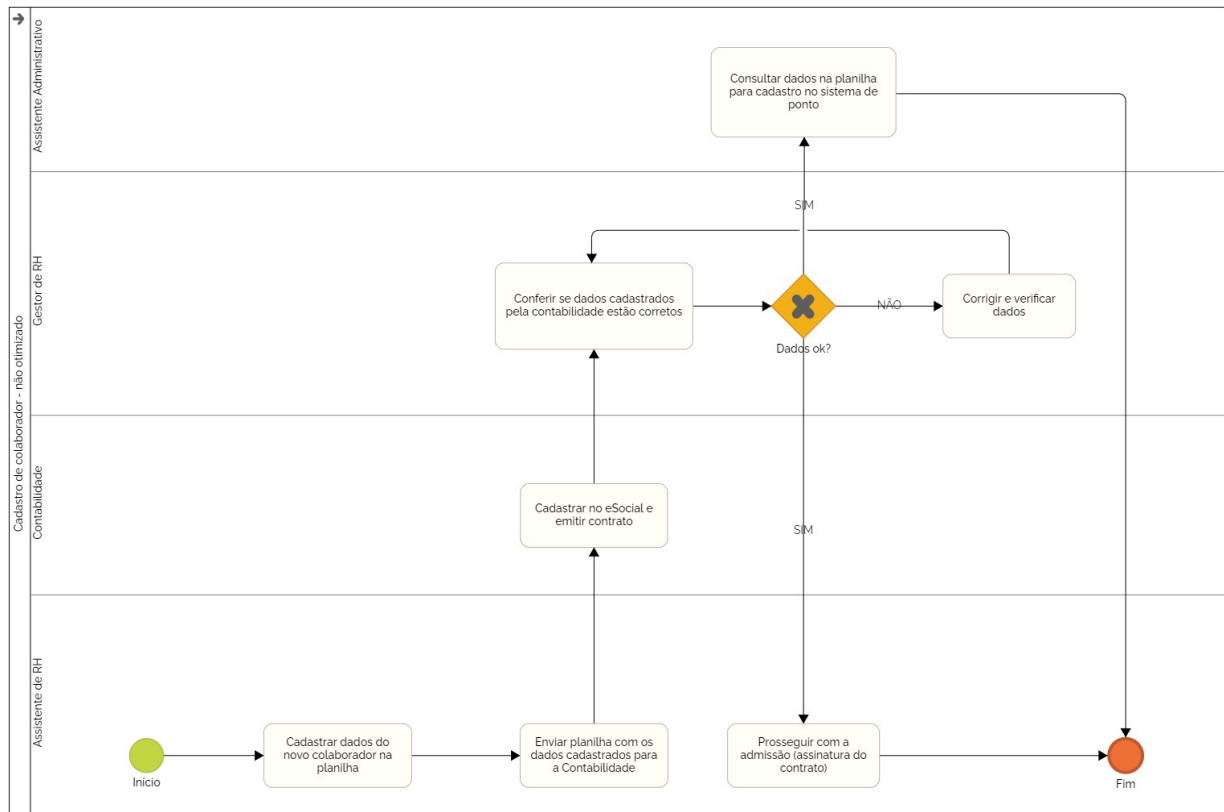 Cadastro de colaborador - não otimizado
Assistente Administrativo
Consultar dados na planilha
para cadastro no sistema de
ponto
Gestor de RH
SIM
Conferir se dados cadastrados
pela contabilidade estão corretos
Dados ok?
NÃO
Corrigir e verificar
dados
Contabilidade
Cadastrar no eSocial e
emitir contrato
SIM
Assistente de RH
Início
Cadastrar dados do
novo colaborador na
planilha
Enviar planilha com os
dados cadastrados para
a Contabilidade
Prosseguir com a
admissão (assinatura do
contrato)
Fim